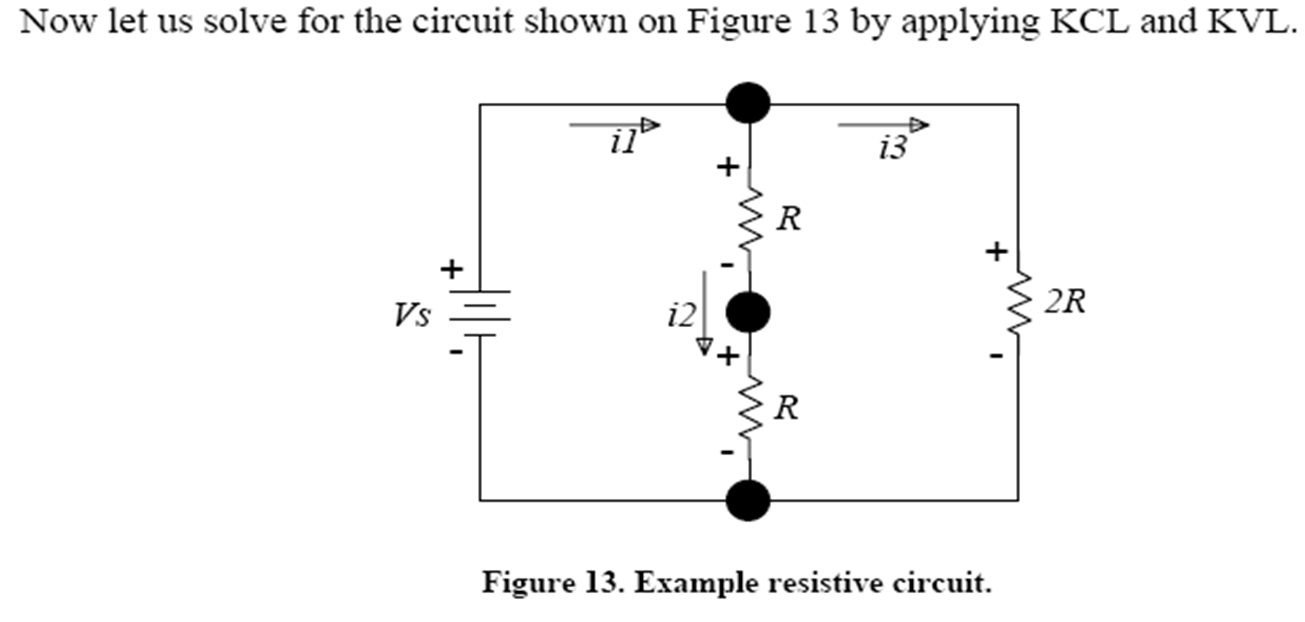 Now let us solve for the circuit shown on Figure 13 by applying KCL and KVL.
i1
i3
+
R
+
-
+
Vs
i2
2R
-
+
-
R
-
Figure 13. Example resistive circuit.